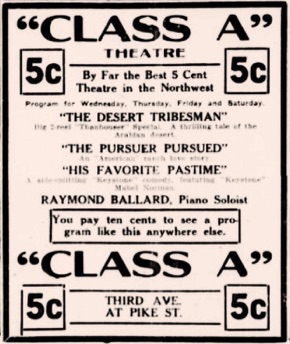 "CLASS A"
THEATRE
5c
By Far the Best 5 Cent
Theatre in the Northwest
5c
Program for Wednesday, Thursday, Friday and Saturday.
"THE DESERT TRIBESMAN"
Big 2-reel "Thanhouser" Special. A thrilling tale of the
Arabian desert.
"THE PURSUER PURSUED"
An "American" ranch love story
"HIS FAVORITE PASTIME"
A side-splitting "Keystone" comedy, featuring "Keystone"
Mabel Norman.
RAYMOND BALLARD, Piano Soloist
You pay ten cents to see a pro-
gram like this anywhere else.
"CLASS A"
5c
THIRD AVE.
AT PIKE ST.
5c